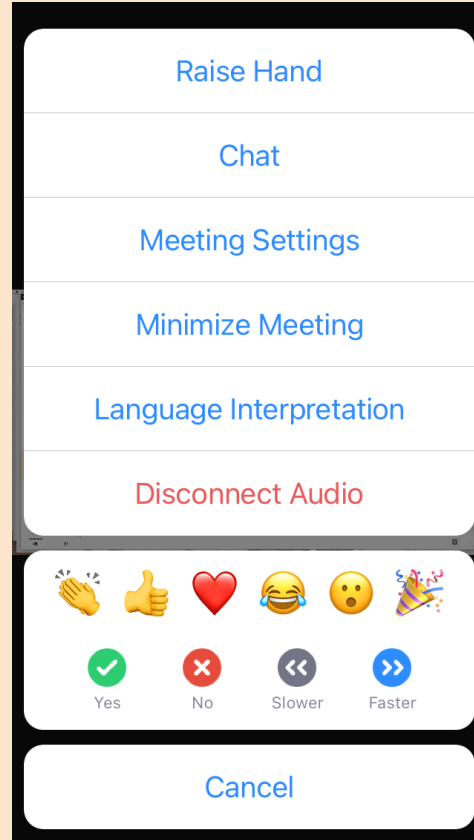 Raise Hand
Chat
Meeting Settings
Minimize Meeting
Language Interpretation
Disconnect Audio
Yes No Slower Faster
Cancel